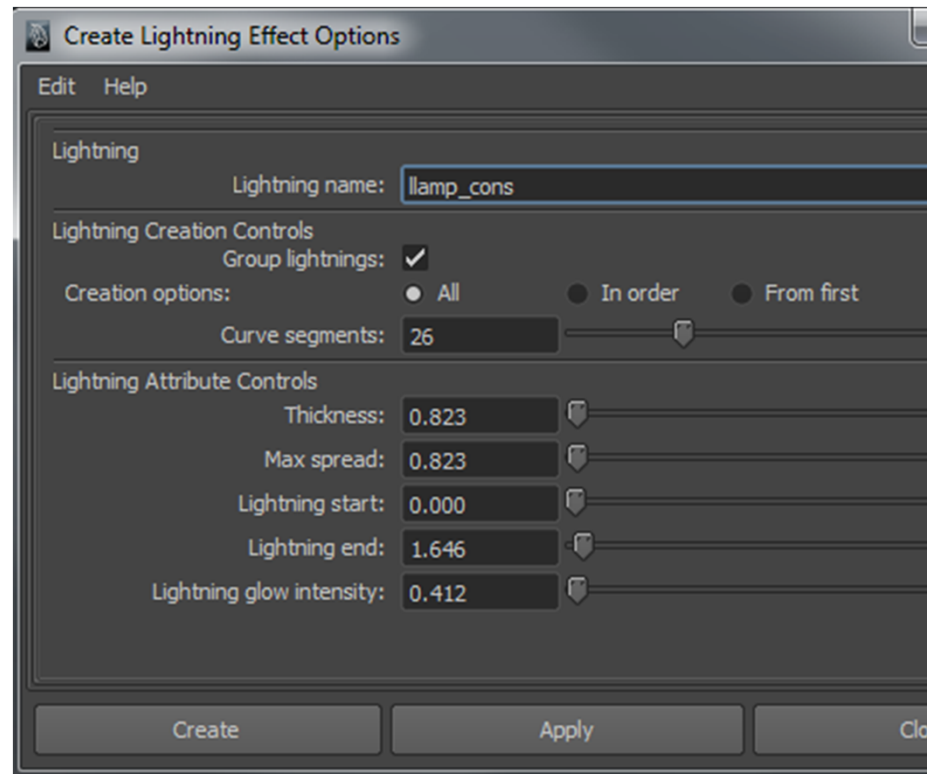 Create Lightning Effect Options
Edit Help
Lightning
Lightning name: llamp_cons
Lightning Creation Controls
Group lightnings:
Creation options: All In order From first
Curve segments: 26
Lightning Attribute Controls
Thickness: 0.823
Max spread: 0.823
Lightning start: 0.000
Lightning end: 1.646
Lightning glow intensity: 0.412
Create Apply Clo